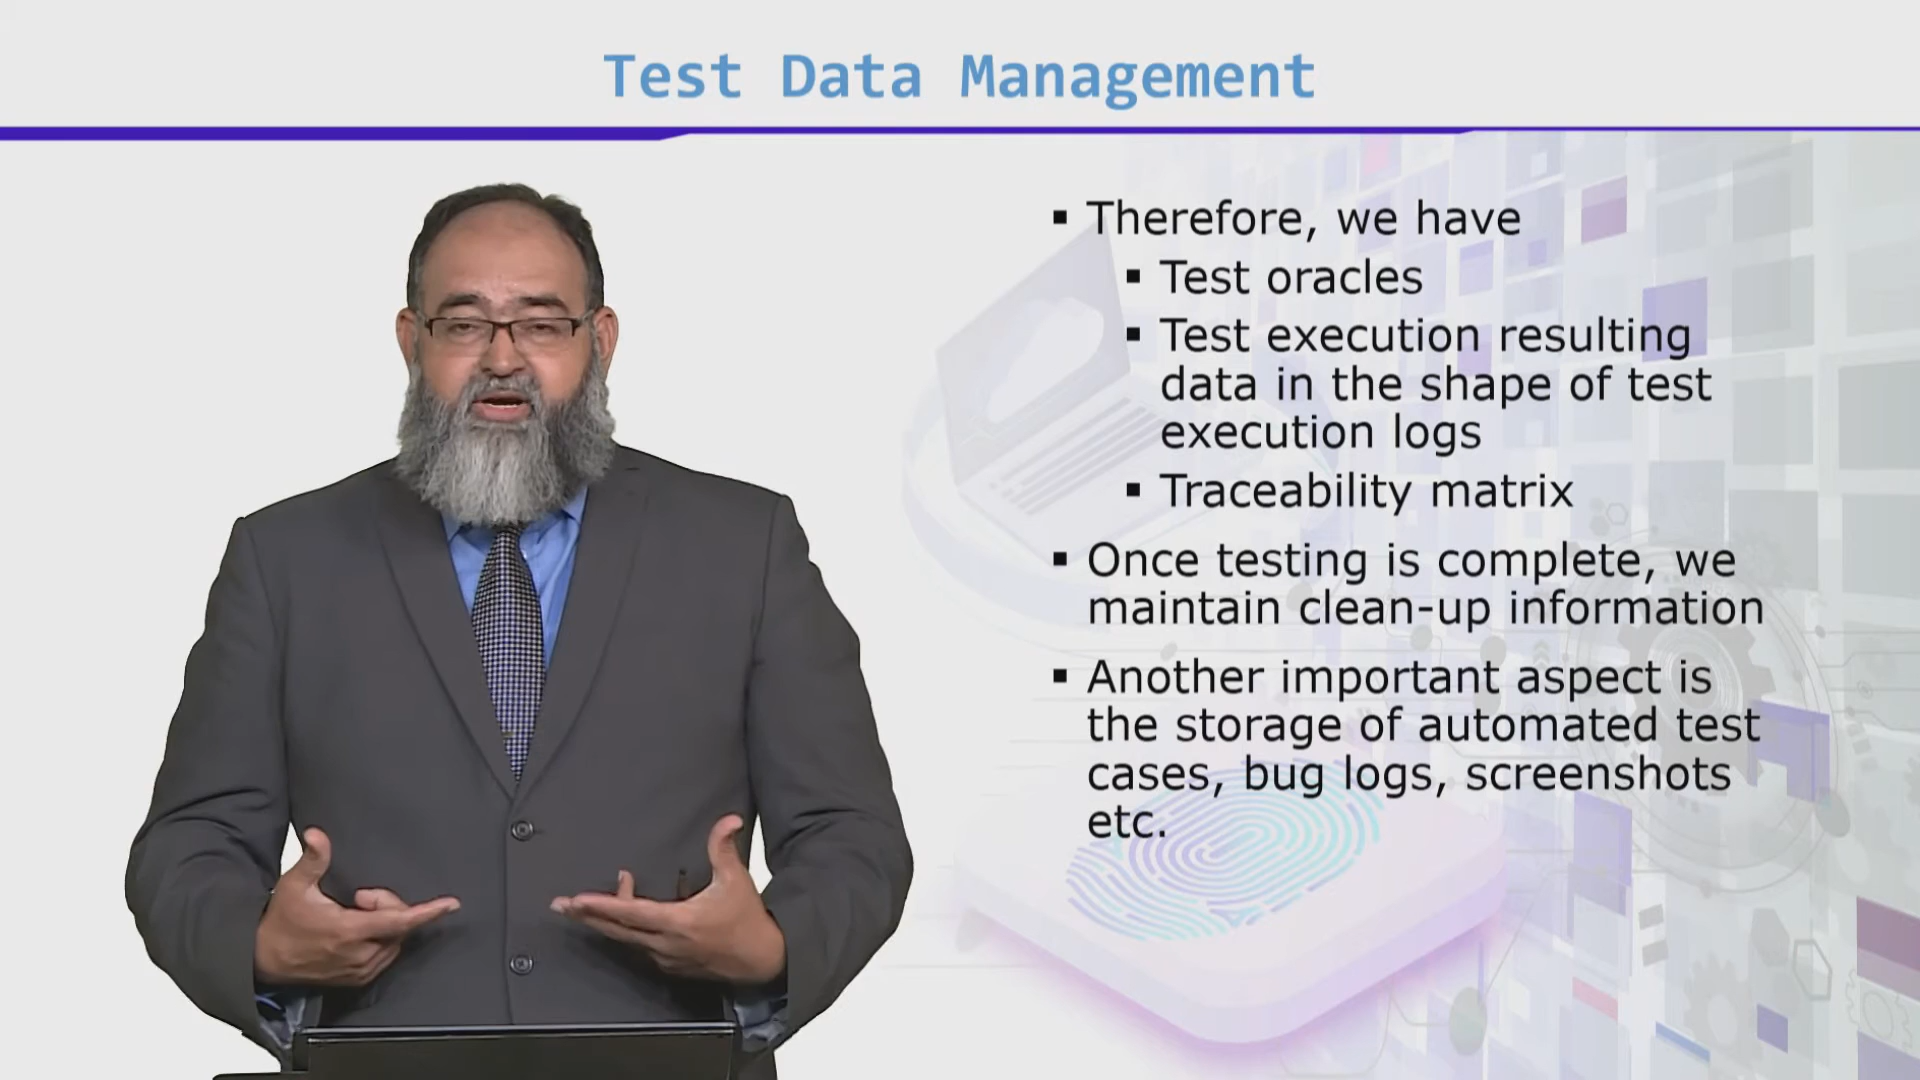 Test Data Management
▪ Therefore, we have
▪ Test oracles
▪ Test execution resulting
data in the shape of test
execution logs
▪ Traceability matrix
▪ Once testing is complete, we
maintain clean-up information
▪ Another important aspect is
the storage of automated test
cases, bug logs, screenshots
etc.